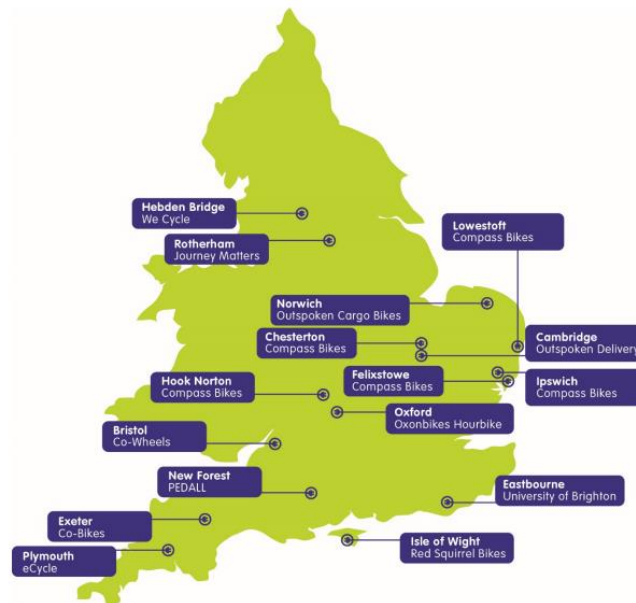 Hebden Bridge
We Cycle
Rotherham
Journey Matters
Lowestoft
Compass Bikes
Norwich
Outspoken Cargo Bikes
Chesterton
Compass Bikes
Cambridge
Outspoken Delivery
Felixstowe
Compass Bikes
Ipswich
Compass Bikes
Hook Norton
Compass Bikes
Oxford
Oxonbikes Hourbike
Bristol
Co-Wheels
New Forest
PEDALL
Eastbourne
University of Brighton
Exeter
Co-Bikes
Isle of Wight
Red Squirrel Bikes
Plymouth
eCycle